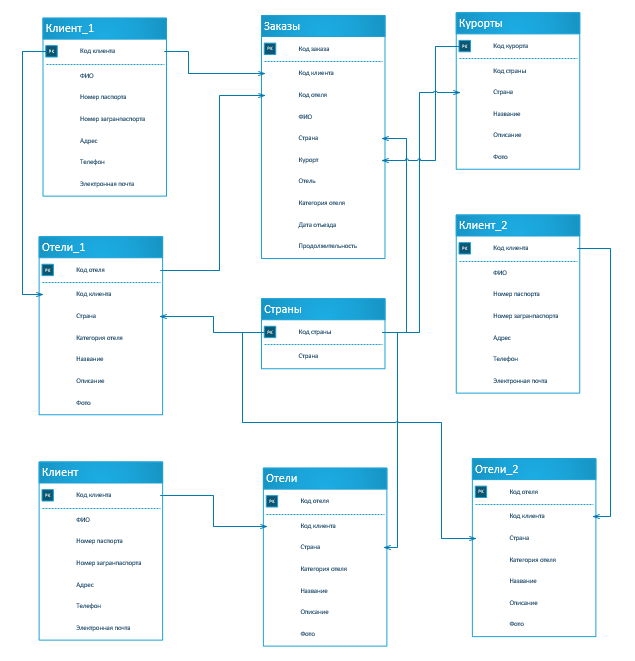 Клиент_1
PK Код клиента
ФИО
Номер паспорта
Номер загранпаспорта
Адрес
Телефон
Электронная почта
Заказы
PK Код заказа
Код клиента
Код отеля
ФИО
Страна
Курорт
Отель
Категория отеля
Дата отъезда
Продолжительность
Курорты
PK Код курорта
Код страны
Страна
Название
Описание
Фото
Отели_1
PK Код отеля
Код клиента
Страна
Категория отеля
Название
Описание
Фото
Страны
PK Код страны
Страна
Клиент_2
PK Код клиента
ФИО
Номер паспорта
Номер загранпаспорта
Адрес
Телефон
Электронная почта
Клиент
PK Код клиента
ФИО
Номер паспорта
Номер загранпаспорта
Адрес
Телефон
Электронная почта
Отели
PK Код отеля
Код клиента
Страна
Категория отеля
Название
Описание
Фото
Отели_2
PK Код отеля
Код клиента
Страна
Категория отеля
Название
Описание
Фото